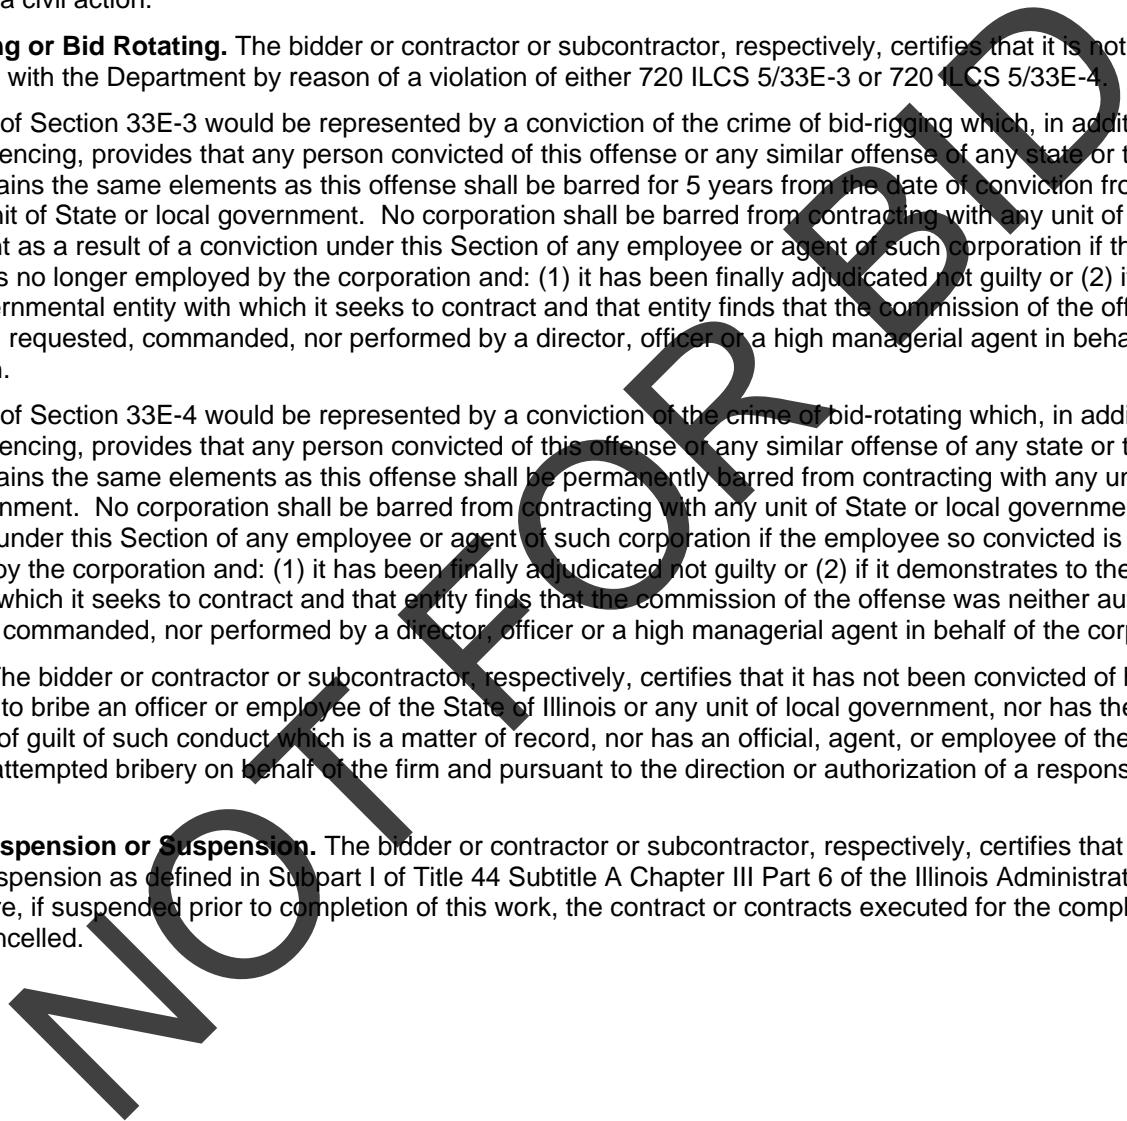 a civil action.
ng or Bid Rotating. The bidder or contractor or subcontractor, respectively, certifies that it is not
with the Department by reason of a violation of either 720 ILCS 5/33E-3 or 720 ILCS 5/33E-4.
of Section 33E-3 would be represented by a conviction of the crime of bid-rigging which, in addit
encing, provides that any person convicted of this offense or any similar offense of any state or t
ains the same elements as this offense shall be barred for 5 years from the date of conviction fro
nit of State or local government. No corporation shall be barred from contracting with any unit of
nt as a result of a conviction under this Section of any employee or agent of such corporation if th
s no longer employed by the corporation and: (1) it has been finally adjudicated not guilty or (2) i
ernmental entity with which it seeks to contract and that entity finds that the commission of the off
requested, commanded, nor performed by a director, officer or a high managerial agent in beha
n.
of Section 33E-4 would be represented by a conviction of the crime of bid-rotating which, in addi
encing, provides that any person convicted of this offense or any similar offense of any state or t
ains the same elements as this offense shall be permanently barred from contracting with any un
nment. No corporation shall be barred from contracting with any unit of State or local governme
under this Section of any employee or agent of such corporation if the employee so convicted is
by the corporation and: (1) it has been finally adjudicated not guilty or (2) if it demonstrates to the
which it seeks to contract and that entity finds that the commission of the offense was neither au
commanded, nor performed by a director, officer or a high managerial agent in behalf of the corp
The bidder or contractor or subcontractor, respectively, certifies that it has not been convicted of b
to bribe an officer or employee of the State of Illinois or any unit of local government, nor has the
of guilt of such conduct which is a matter of record, nor has an official, agent, or employee of the
attempted bribery on behalf of the firm and pursuant to the direction or authorization of a respons
spension or Suspension. The bidder or contractor or subcontractor, respectively, certifies that
spension as defined in Subpart I of Title 44 Subtitle A Chapter III Part 6 of the Illinois Administrat
re, if suspended prior to completion of this work, the contract or contracts executed for the compl
ncelled.
NOT FOR BID